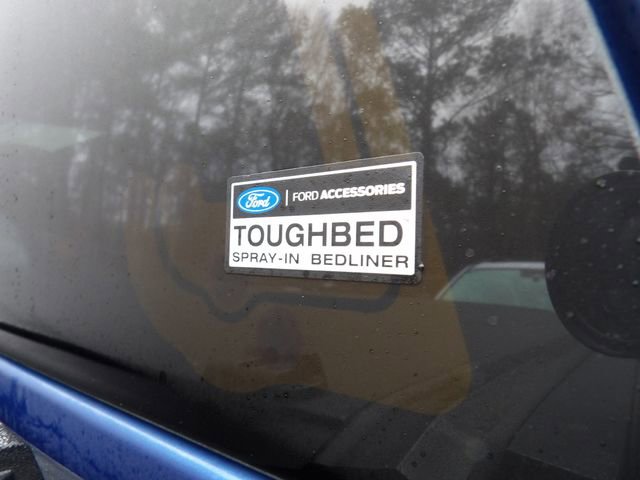 Ford | FORD ACCESSORIES
TOUGHBED
SPRAY-IN BEDLINER